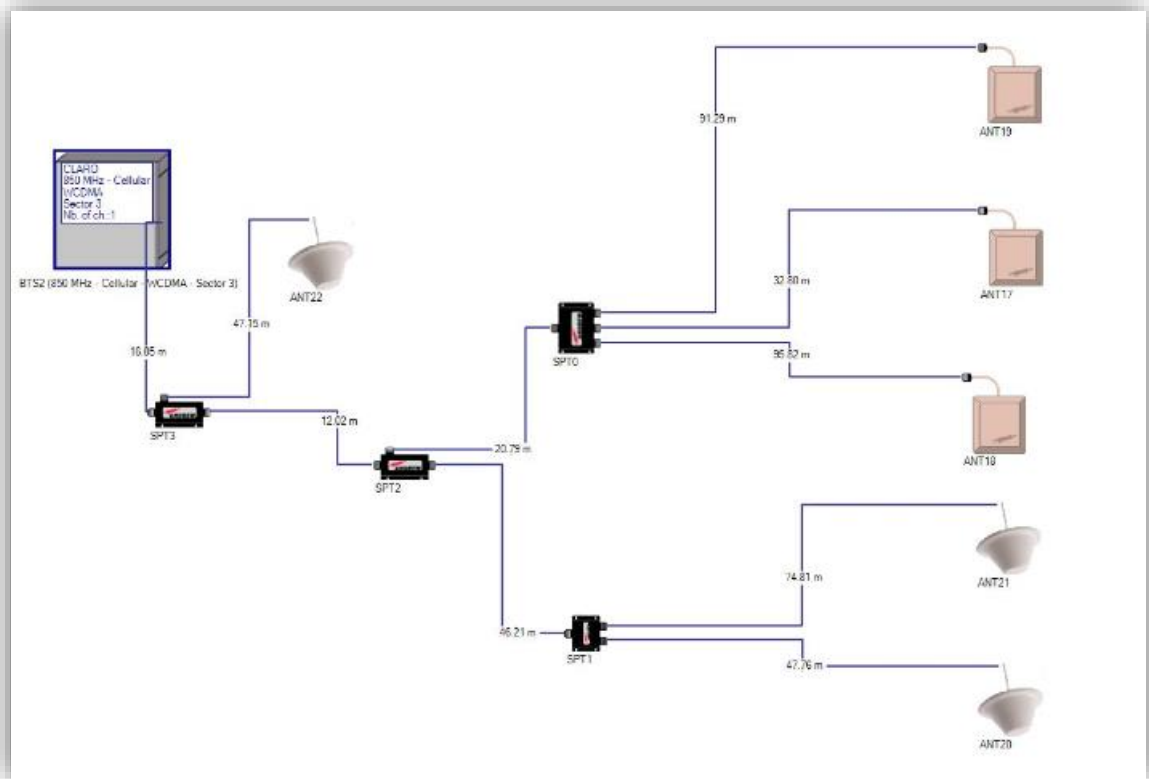 CLARO
850 MHz - Cellular
WCDMA
Sector 3
Nb. of ch.:1
BTS2 (850 MHz - Cellular - WCDMA - Sector 3)
ANT22
47.15 m
16.05 m
SPT3
12.02 m
SPT2
20.79 m
46.21 m
SPT0
SPT1
91.29 m
ANT19
32.80 m
ANT17
ANT18
74.81 m
ANT21
47.76 m
ANT20